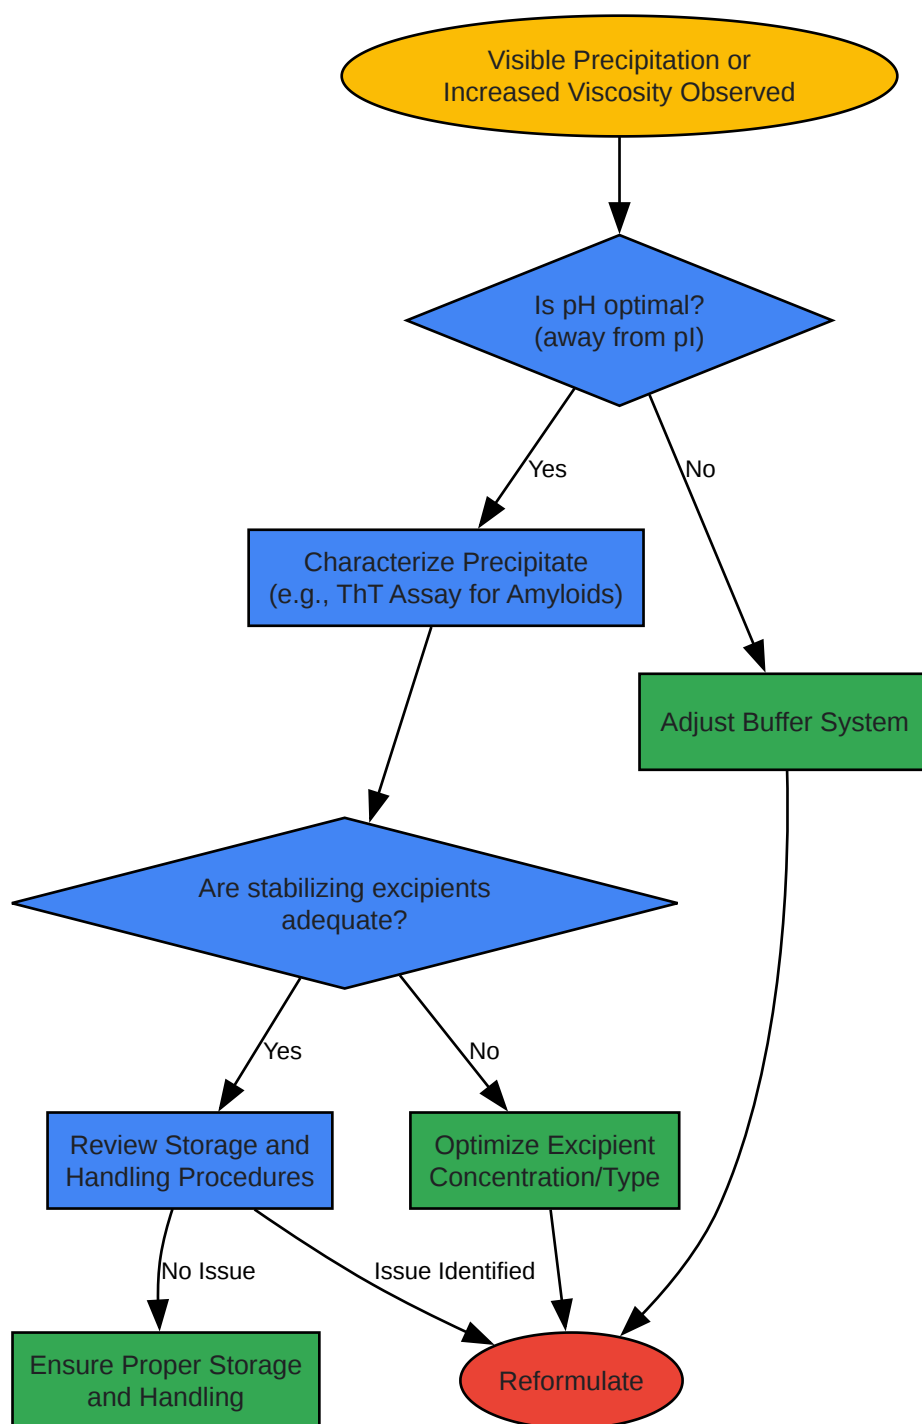 Visible Precipitation or
Increased Viscosity Observed
Is pH optimal?
(away from pI)
Yes
No
Characterize Precipitate
(e.g., ThT Assay for Amyloids)
Adjust Buffer System
Are stabilizing excipients
adequate?
Yes
No
Review Storage and
Handling Procedures
Optimize Excipient
Concentration/Type
No Issue
Issue Identified
Ensure Proper Storage
and Handling
Reformulate